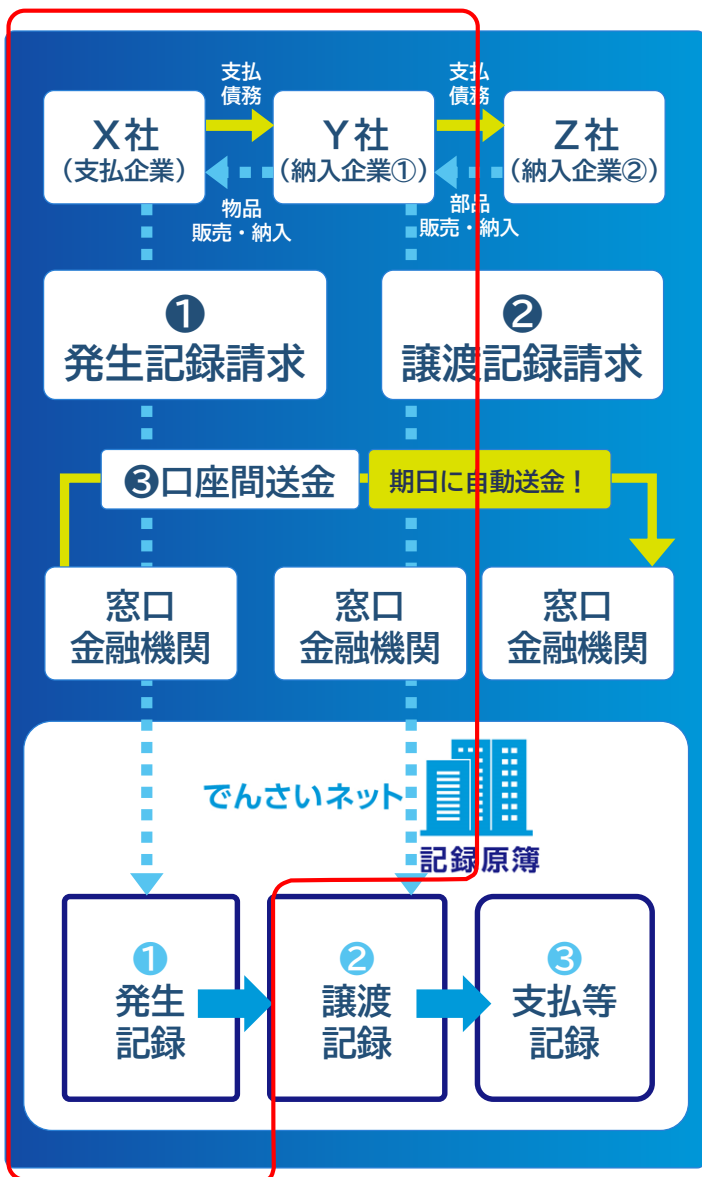 支払
債務
支払
債務
X社
(支払企業)
Y社
(納入企業①)
Z社
(納入企業②)
物品
販売・納入
部品
販売・納入
❶
発生記録請求
❷
譲渡記録請求
❸口座間送金
期日に自動送金！
窓口
金融機関
窓口
金融機関
窓口
金融機関
でんさいネット
記録原簿
❶
発生
記録
❷
譲渡
記録
❸
支払等
記録